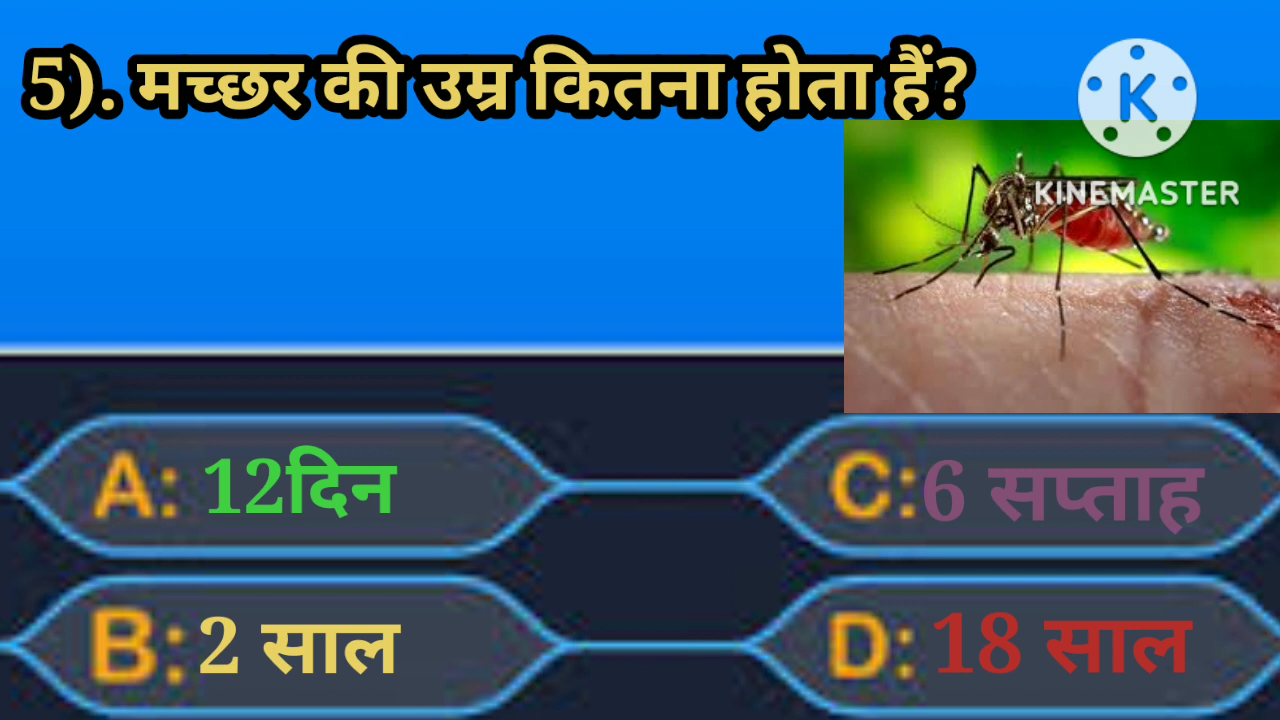 5). मच्छर की उम्र कितना होता हैं?
K
KINEMASTER
A: 12दिन
C:6 सप्ताह
B: 2 साल
D: 18 साल